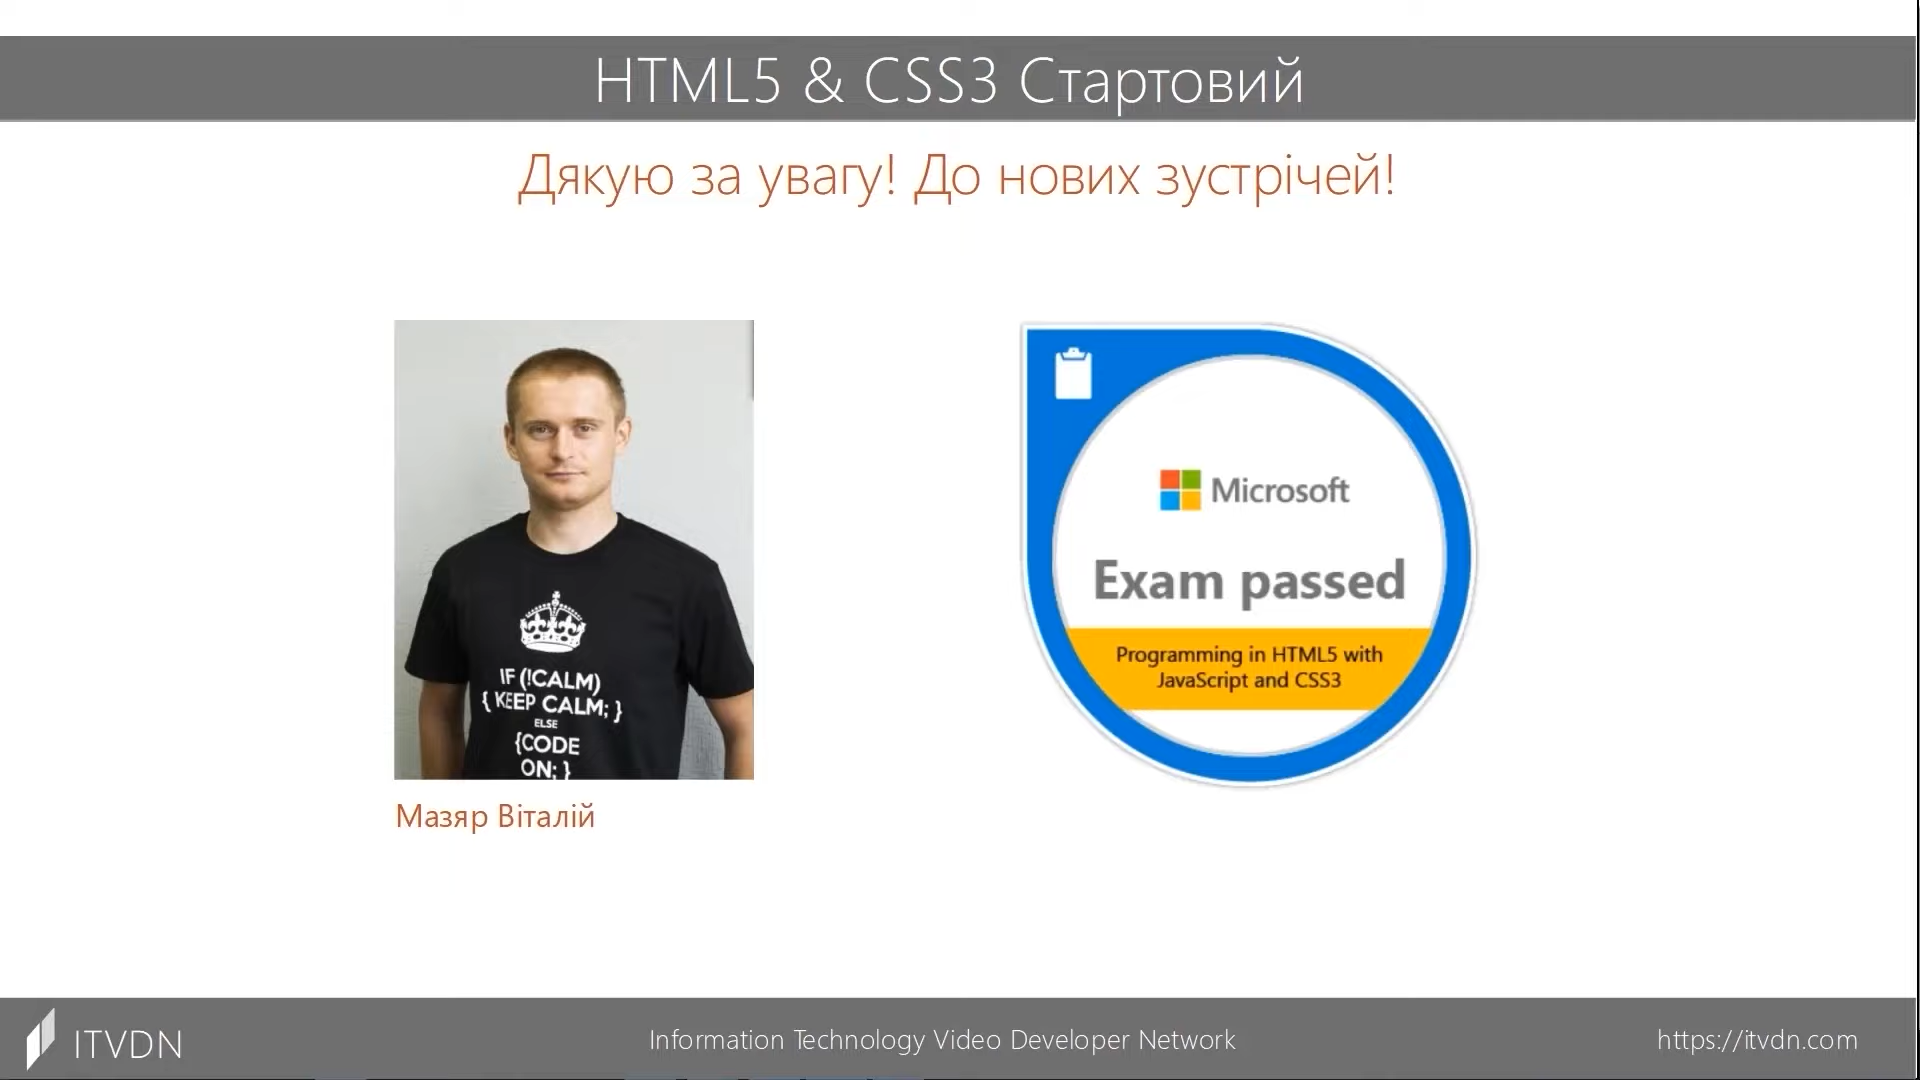 HTML5 & CSS3 Стартовий
Дякую за увагу! До нових зустрічей!
IF (!CALM)
{ KEEP CALM; }
ELSE
{CODE
ON; }
Мазяр Віталій
Microsoft
Exam passed
Programming in HTML5 with
JavaScript and CSS3
ITVDN
Information Technology Video Developer Network
https://itvdn.com